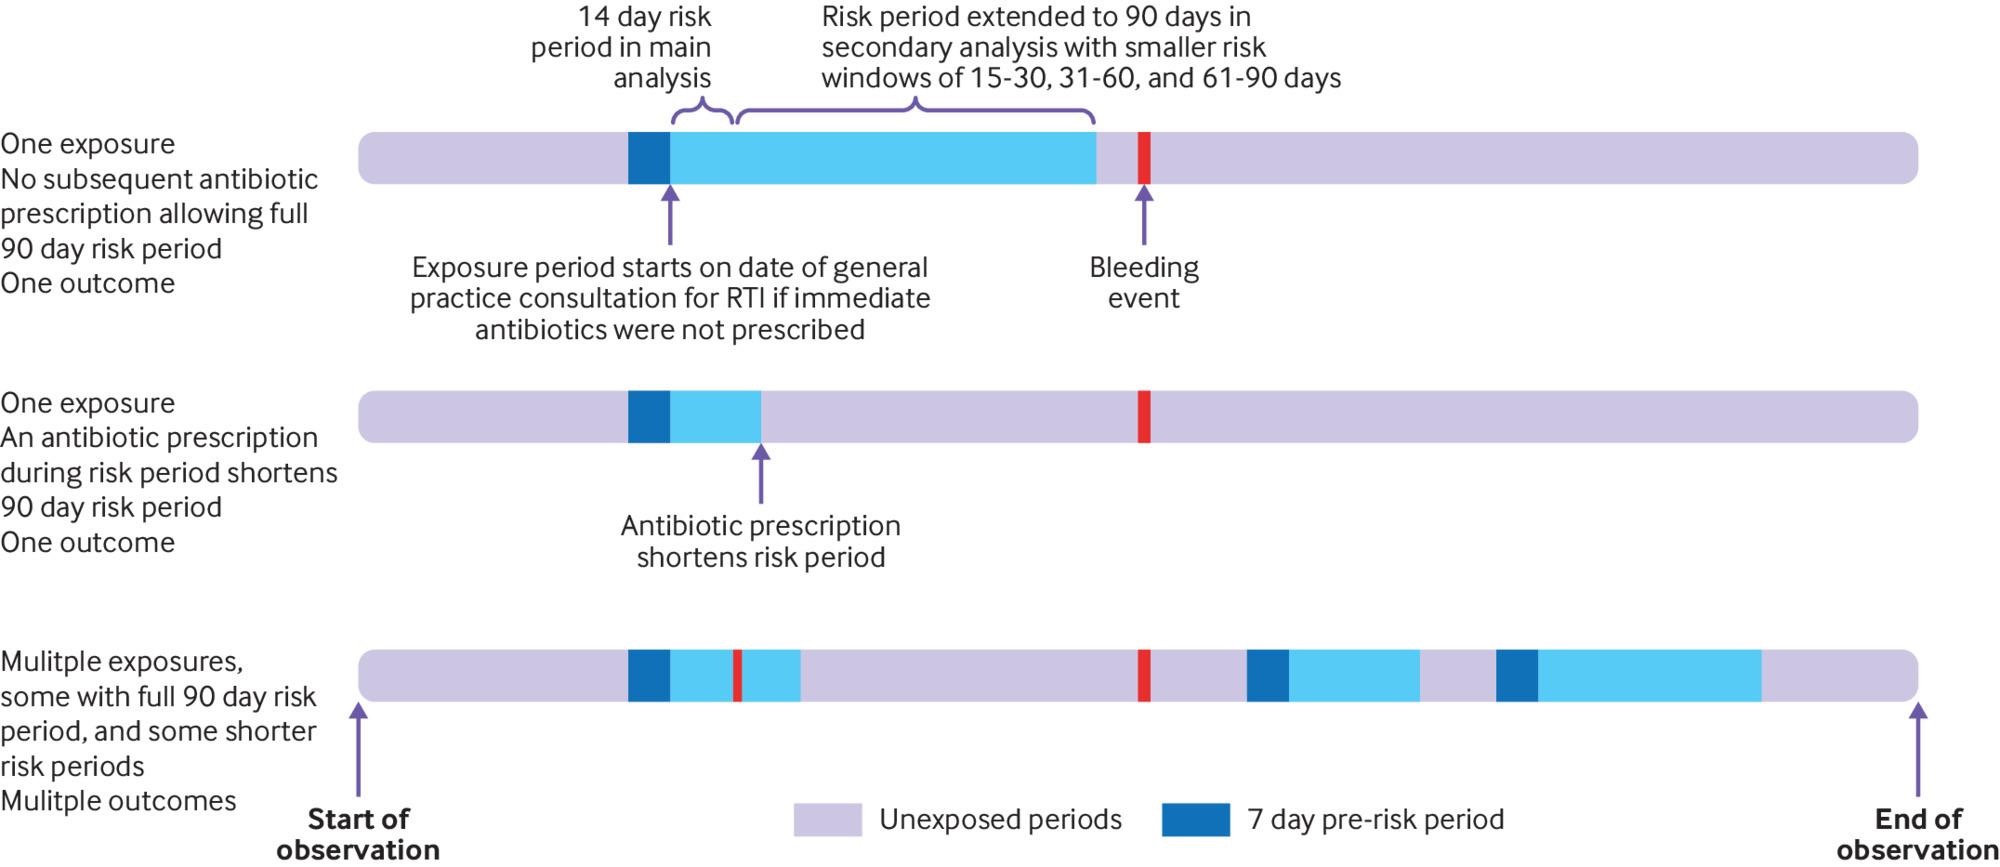 14 day risk
period in main
analysis
Risk period extended to 90 days in
secondary analysis with smaller risk
windows of 15-30, 31-60, and 61-90 days
One exposure
No subsequent antibiotic
prescription allowing full
90 day risk period
One outcome
Exposure period starts on date of general
practice consultation for RTI if immediate
antibiotics were not prescribed
Bleeding
event
One exposure
An antibiotic prescription
during risk period shortens
90 day risk period
One outcome
Antibiotic prescription
shortens risk period
Mulitple exposures,
some with full 90 day risk
period, and some shorter
risk periods
Mulitple outcomes
Start of
observation
Unexposed periods
7 day pre-risk period
End of
observation